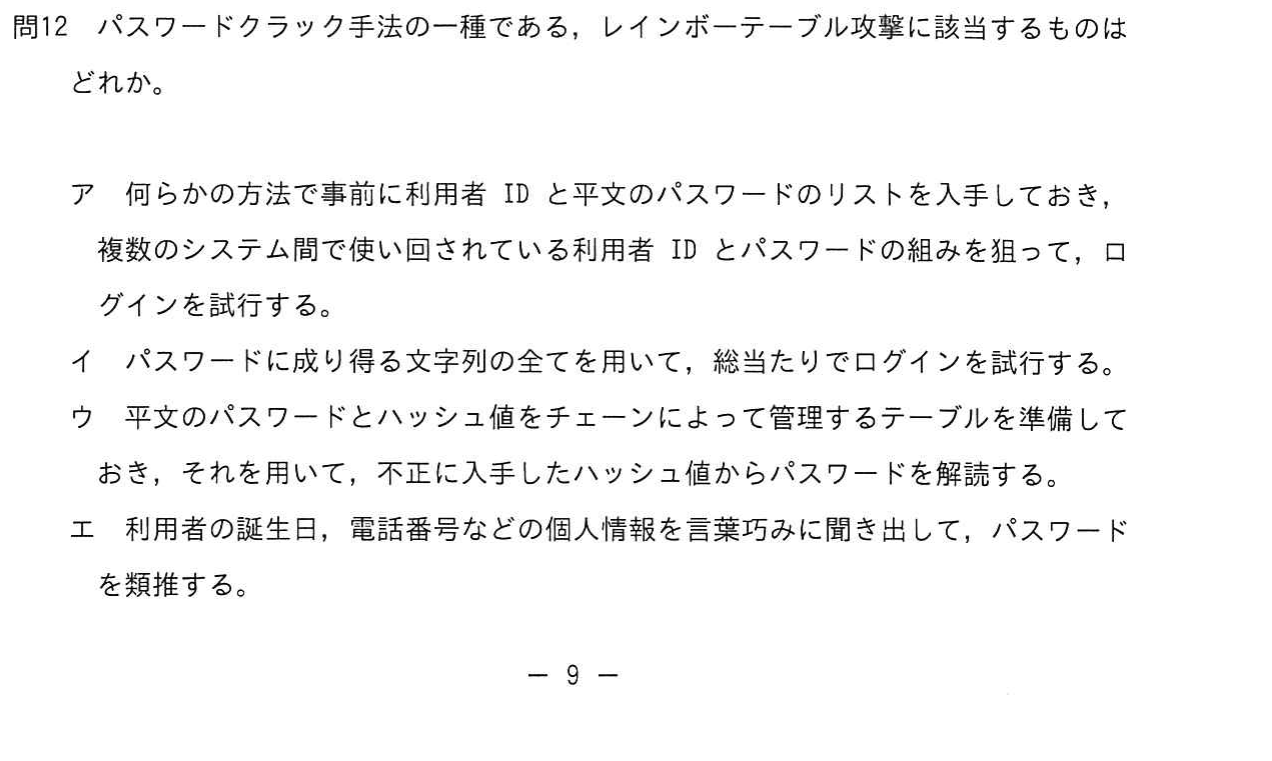 問12　パスワードクラック手法の一種である，レインボーテーブル攻撃に該当するものは
どれか。
ア　何らかの方法で事前に利用者 ID と平文のパスワードのリストを入手しておき，
複数のシステム間で使い回されている利用者 ID とパスワードの組みを狙って，ロ
グインを試行する。
イ　パスワードに成り得る文字列の全てを用いて，総当たりでログインを試行する。
ウ　平文のパスワードとハッシュ値をチェーンによって管理するテーブルを準備して
おき，それを用いて，不正に入手したハッシュ値からパスワードを解読する。
エ　利用者の誕生日，電話番号などの個人情報を言葉巧みに聞き出して，パスワード
を類推する。
― 9 ―